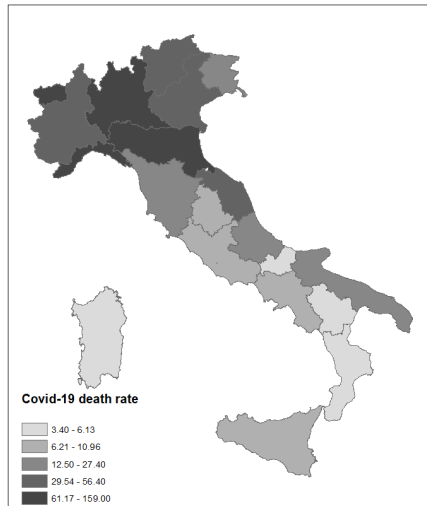 Covid-19 death rate
3.40 - 6.13
6.21 - 10.96
12.50 - 27.40
29.54 - 56.40
61.17 - 159.00